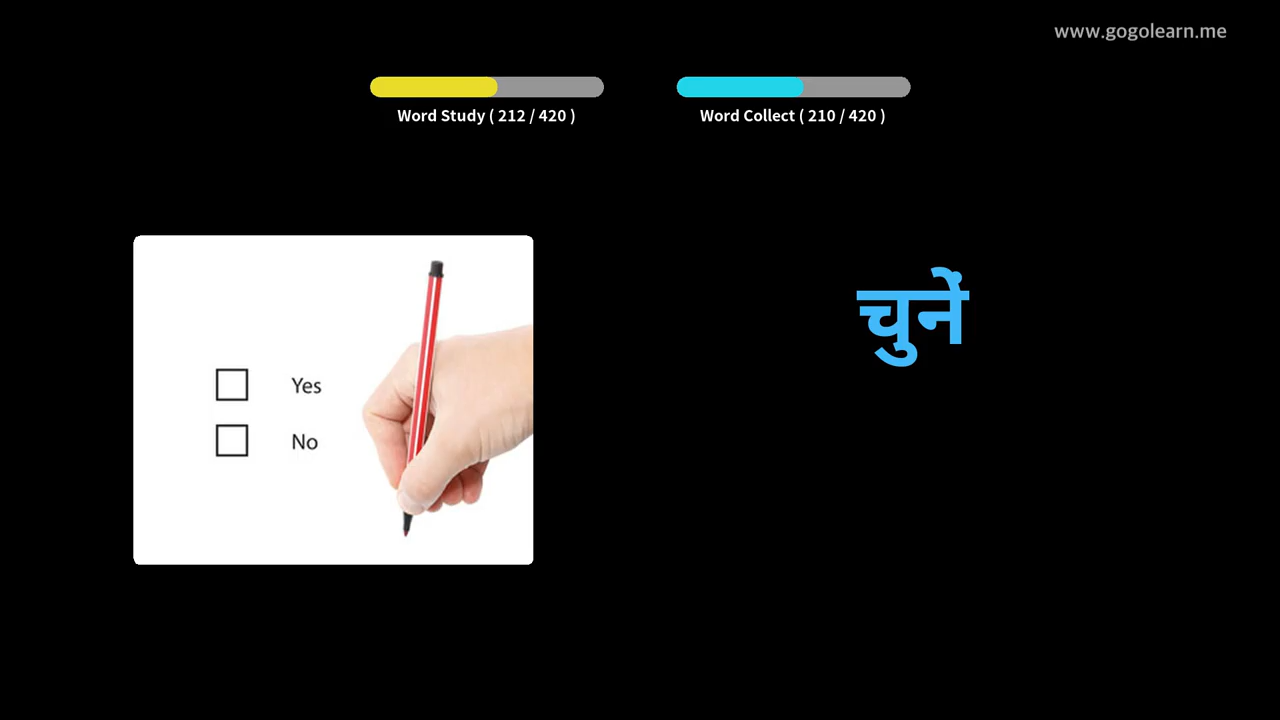 www.gogolearn.me
Word Study ( 212 / 420 )
Word Collect ( 210 / 420 )
Yes
No
चुनें